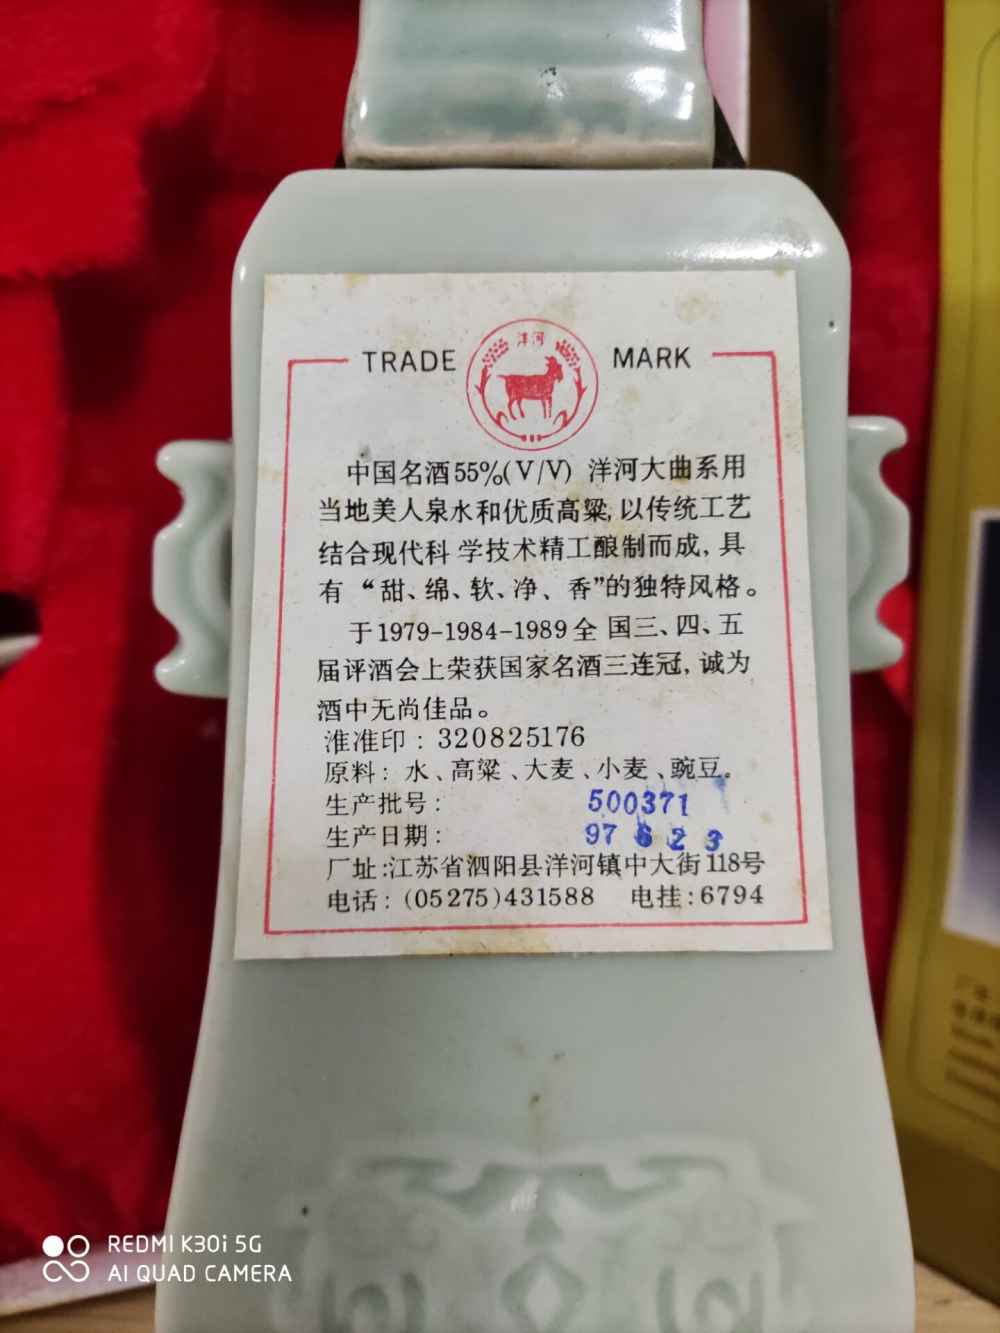 洋河
TRADE MARK
中国名酒55%(V/V) 洋河大曲系用
当地美人泉水和优质高粱,以传统工艺
结合现代科学技术精工酿制而成,具
有“甜、绵、软、净、香”的独特风格。
于1979-1984-1989全国三、四、五
届评酒会上荣获国家名酒三连冠,诚为
酒中无尚佳品。
淮准印:320825176
原料:水、高粱、大麦、小麦、豌豆。
生产批号:500371
生产日期:97 6 2 3
厂址:江苏省泗阳县洋河镇中大街118号
电话:(05275)431588 电挂:6794
REDMI K30i 5G
AI QUAD CAMERA